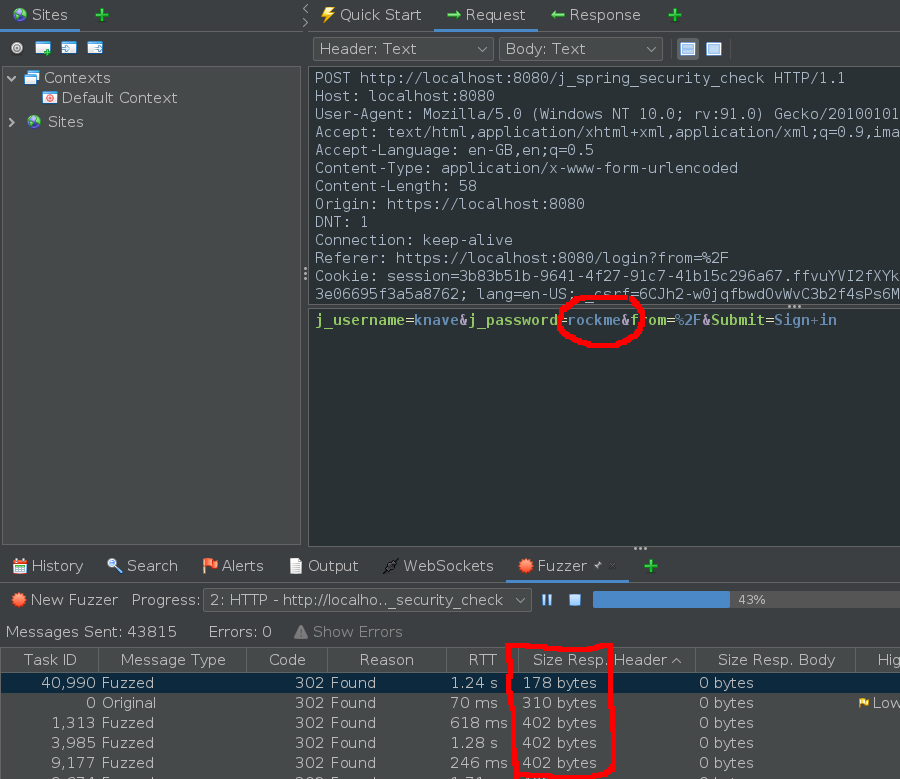 Sites
Quick Start Request Response
Header: Text Body: Text
Contexts
Default Context
Sites
POST http://localhost:8080/j_spring_security_check HTTP/1.1
Host: localhost:8080
User-Agent: Mozilla/5.0 (Windows NT 10.0; rv:91.0) Gecko/20100101
Accept: text/html,application/xhtml+xml,application/xml;q=0.9,ima
Accept-Language: en-GB,en;q=0.5
Content-Type: application/x-www-form-urlencoded
Content-Length: 58
Origin: https://localhost:8080
DNT: 1
Connection: keep-alive
Referer: https://localhost:8080/login?from=%2F
Cookie: session=3b83b51b-9641-4f27-91c7-41b15c296a67.ffvuYVI2fXYk
3e06695f3a5a8762; lang=en-US; _csrf=6CJh2-w0jqfbwdOvWvC3b2f4sPs6M
j_username=knave&j_password=rockme&from=%2F&Submit=Sign+in
History Search Alerts Output WebSockets Fuzzer
New Fuzzer Progress: 2: HTTP - http://localho.._security_check 43%
Messages Sent: 43815 Errors: 0 Show Errors
Task ID Message Type Code Reason RTT Size Resp. Header Size Resp. Body Hig
40,990 Fuzzed 302 Found 1.24 s 178 bytes 0 bytes
0 Original 302 Found 70 ms 310 bytes 0 bytes Low
1,313 Fuzzed 302 Found 618 ms 402 bytes 0 bytes
3,985 Fuzzed 302 Found 1.28 s 402 bytes 0 bytes
9,177 Fuzzed 302 Found 246 ms 402 bytes 0 bytes